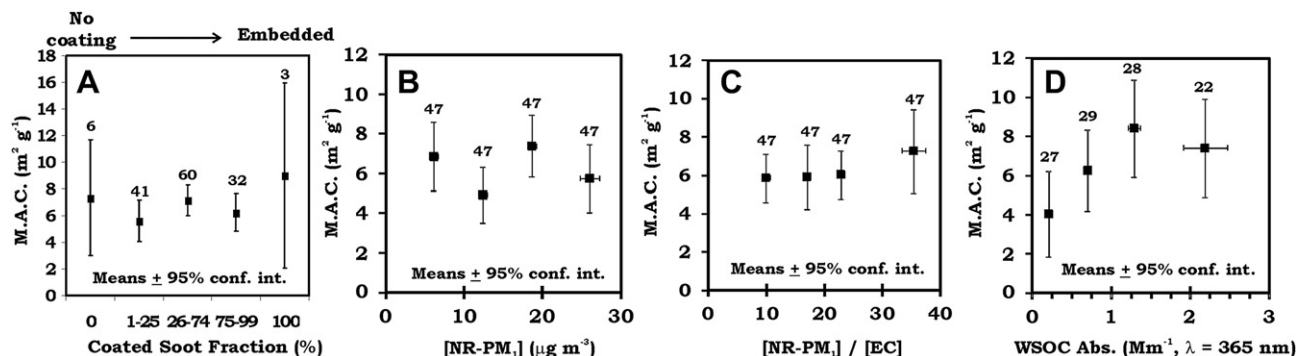 No coating → Embedded
A
M.A.C. (m² g⁻¹)
18
16
14
12
10
8
6
4
2
0
6
41
60
32
3
Means ± 95% conf. int.
0 1-25 26-74 75-99 100
Coated Soot Fraction (%)
B
M.A.C. (m² g⁻¹)
12
10
8
6
4
2
0
47
47
47
47
Means ± 95% conf. int.
0 10 20 30
[NR-PM₁] (μg m⁻³)
C
M.A.C. (m² g⁻¹)
12
10
8
6
4
2
0
47
47
47
47
Means ± 95% conf. int.
0 10 20 30 40
[NR-PM₁] / [EC]
D
M.A.C. (m² g⁻¹)
12
10
8
6
4
2
0
27
29
28
22
Means ± 95% conf. int.
0 1 2 3
WSOC Abs. (Mm⁻¹, λ = 365 nm)